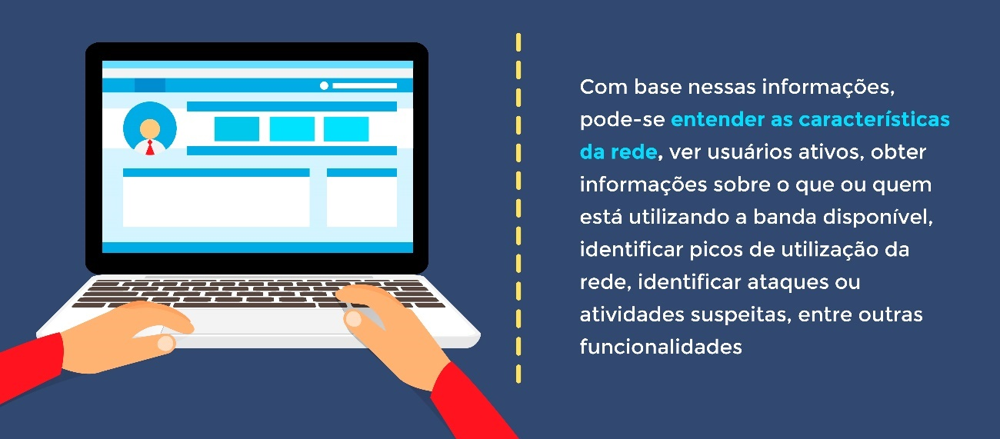 Com base nessas informações,
pode-se entender as características
da rede, ver usuários ativos, obter
informações sobre o que ou quem
está utilizando a banda disponível,
identificar picos de utilização da
rede, identificar ataques ou
atividades suspeitas, entre outras
funcionalidades